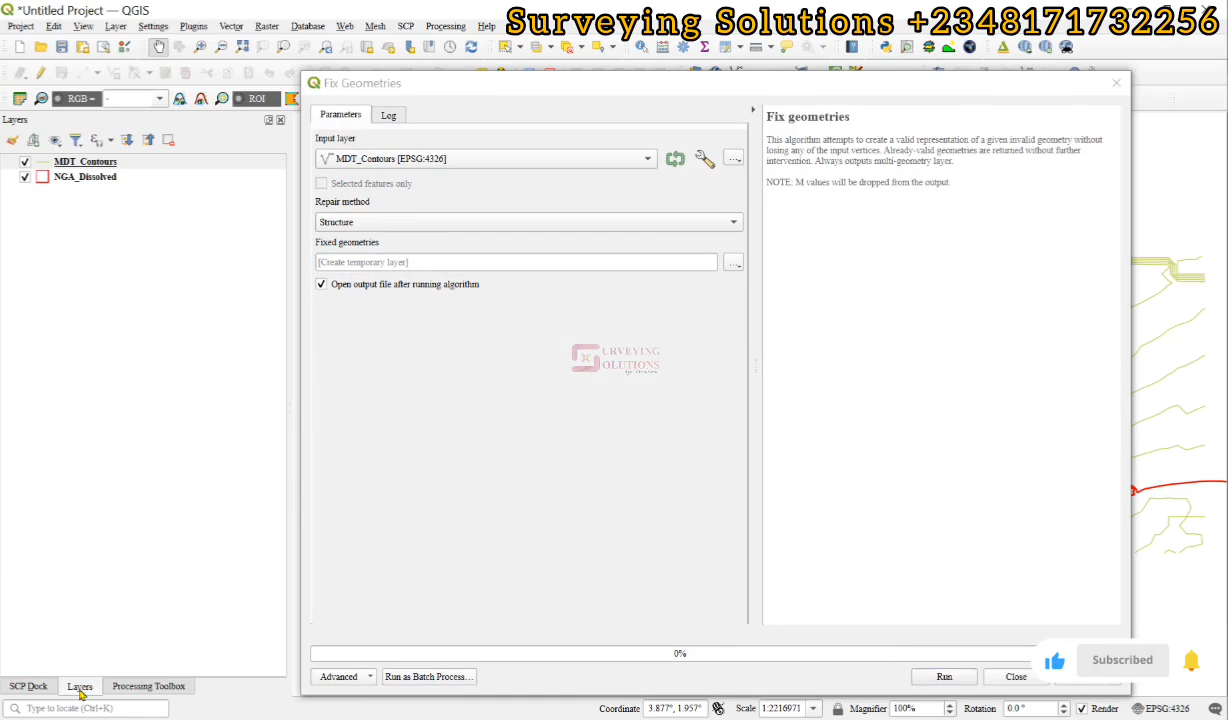 *Untitled Project — QGIS
Surveying Solutions +2348171732256
Project Edit View Layer Settings Plugins Vector Raster Database Web Mesh SCP Processing Help
RGB = - ROI
Layers
MDT_Contours
NGA_Dissolved
Fix Geometries
Parameters Log
Input layer
MDT_Contours [EPSG:4326]
Selected features only
Repair method
Structure
Fixed geometries
[Create temporary layer]
Open output file after running algorithm
Fix geometries
This algorithm attempts to create a valid representation of a given invalid geometry without
losing any of the input vertices. Already-valid geometries are returned without further
intervention. Always outputs multi-geometry layer.
NOTE: M values will be dropped from the output.
SURVEYING
SOLUTIONS
0%
Advanced Run as Batch Process… Run Close
Subscribed
SCP Dock Layers Processing Toolbox
Type to locate (Ctrl+K) Coordinate 3.877°, 1.957° Scale 1:2216971 Magnifier 100% Rotation 0.0 ° Render EPSG:4326